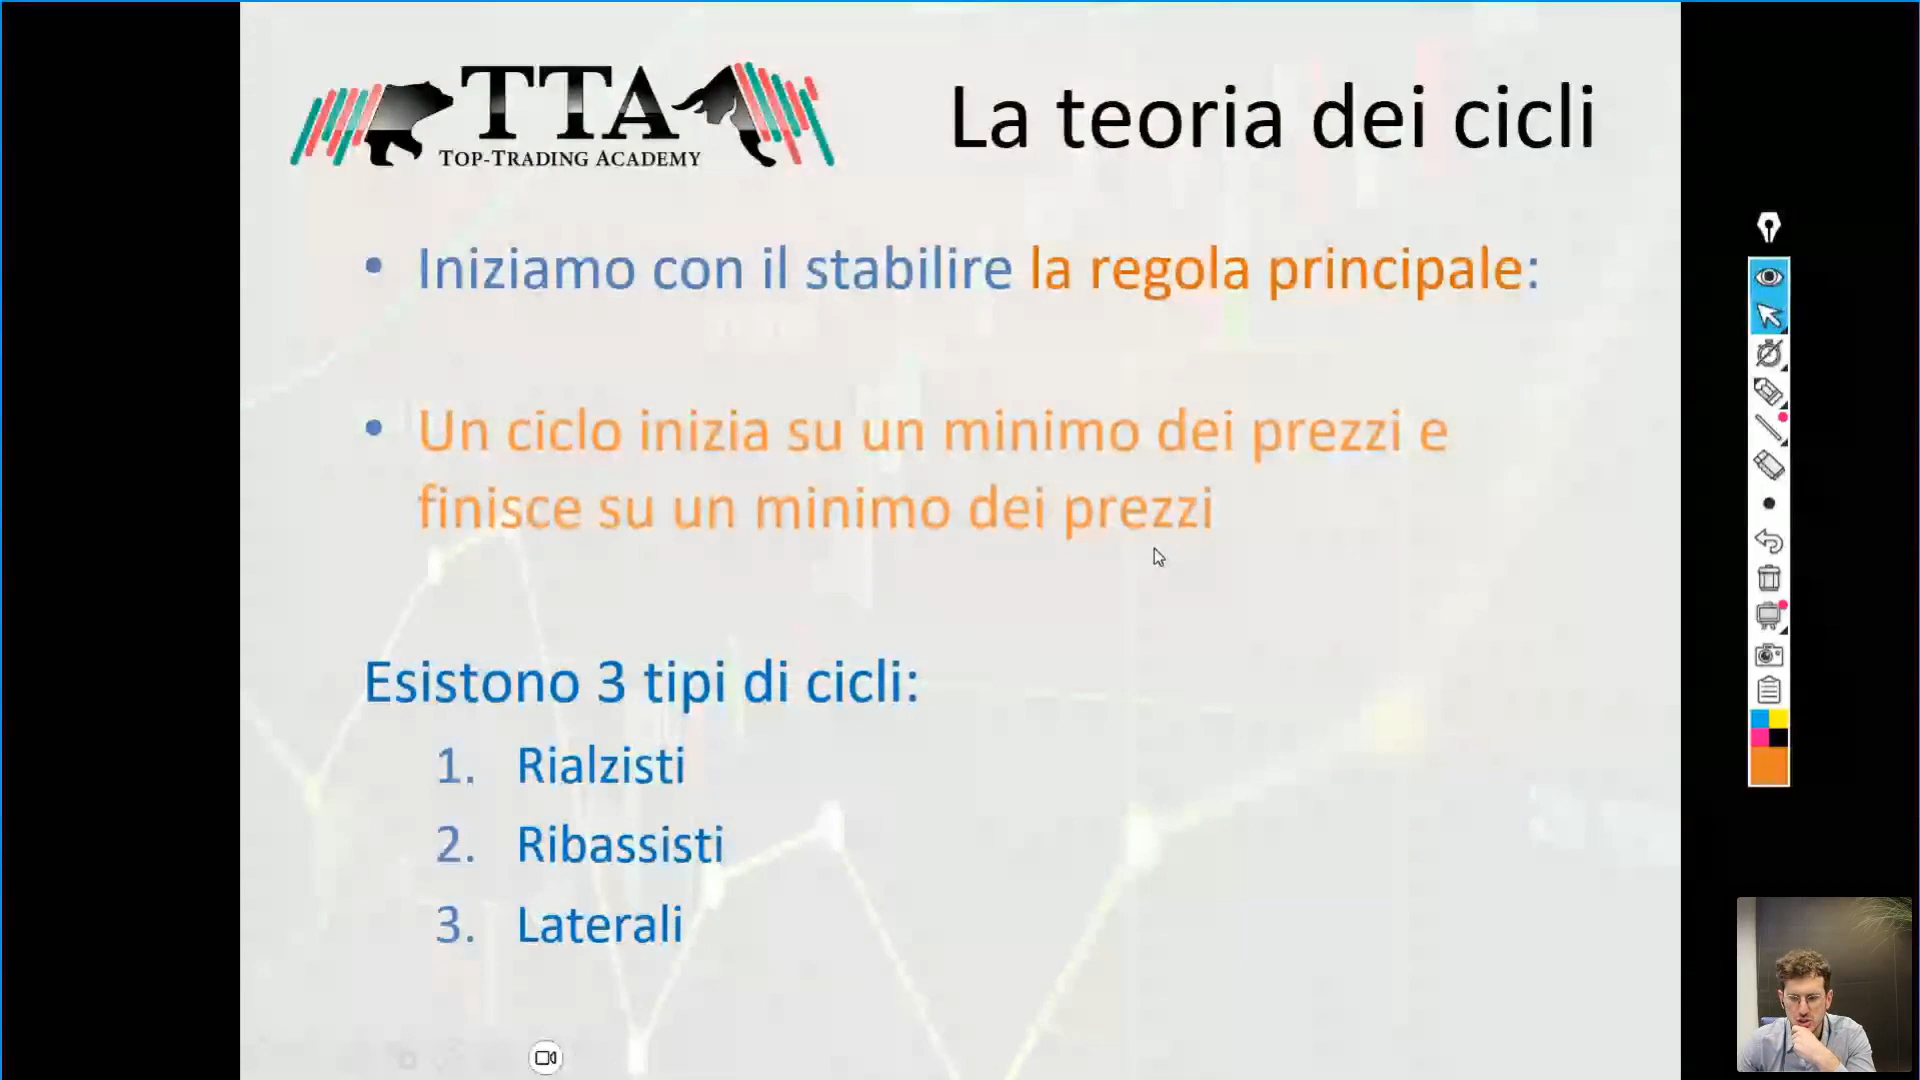 TTA
TOP-TRADING ACADEMY
La teoria dei cicli
• Iniziamo con il stabilire la regola principale:
• Un ciclo inizia su un minimo dei prezzi e
finisce su un minimo dei prezzi
Esistono 3 tipi di cicli:
1. Rialzisti
2. Ribassisti
3. Laterali